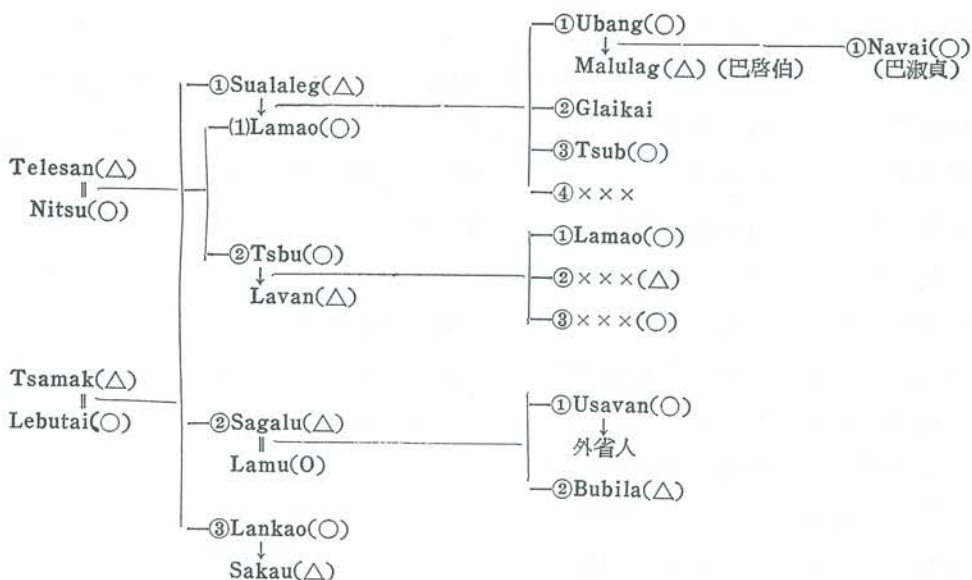 ①Ubang(○)
↓
①Navai(○)
Malulag(△) (巴啓伯)
(巴淑貞)
①Sualaleg(△)
↓
②Glaikai
(1)Lamao(○)
③Tsub(○)
Telesan(△)
‖
④×××
Nitsu(○)
①Lamao(○)
②Tsbu(○)
↓
②×××(△)
Lavan(△)
③×××(○)
Tsamak(△)
‖
①Usavan(○)
Lebutai(○)
②Sagalu(△)
↓
‖
外省人
Lamu(O)
②Bubila(△)
③Lankao(○)
↓
Sakau(△)